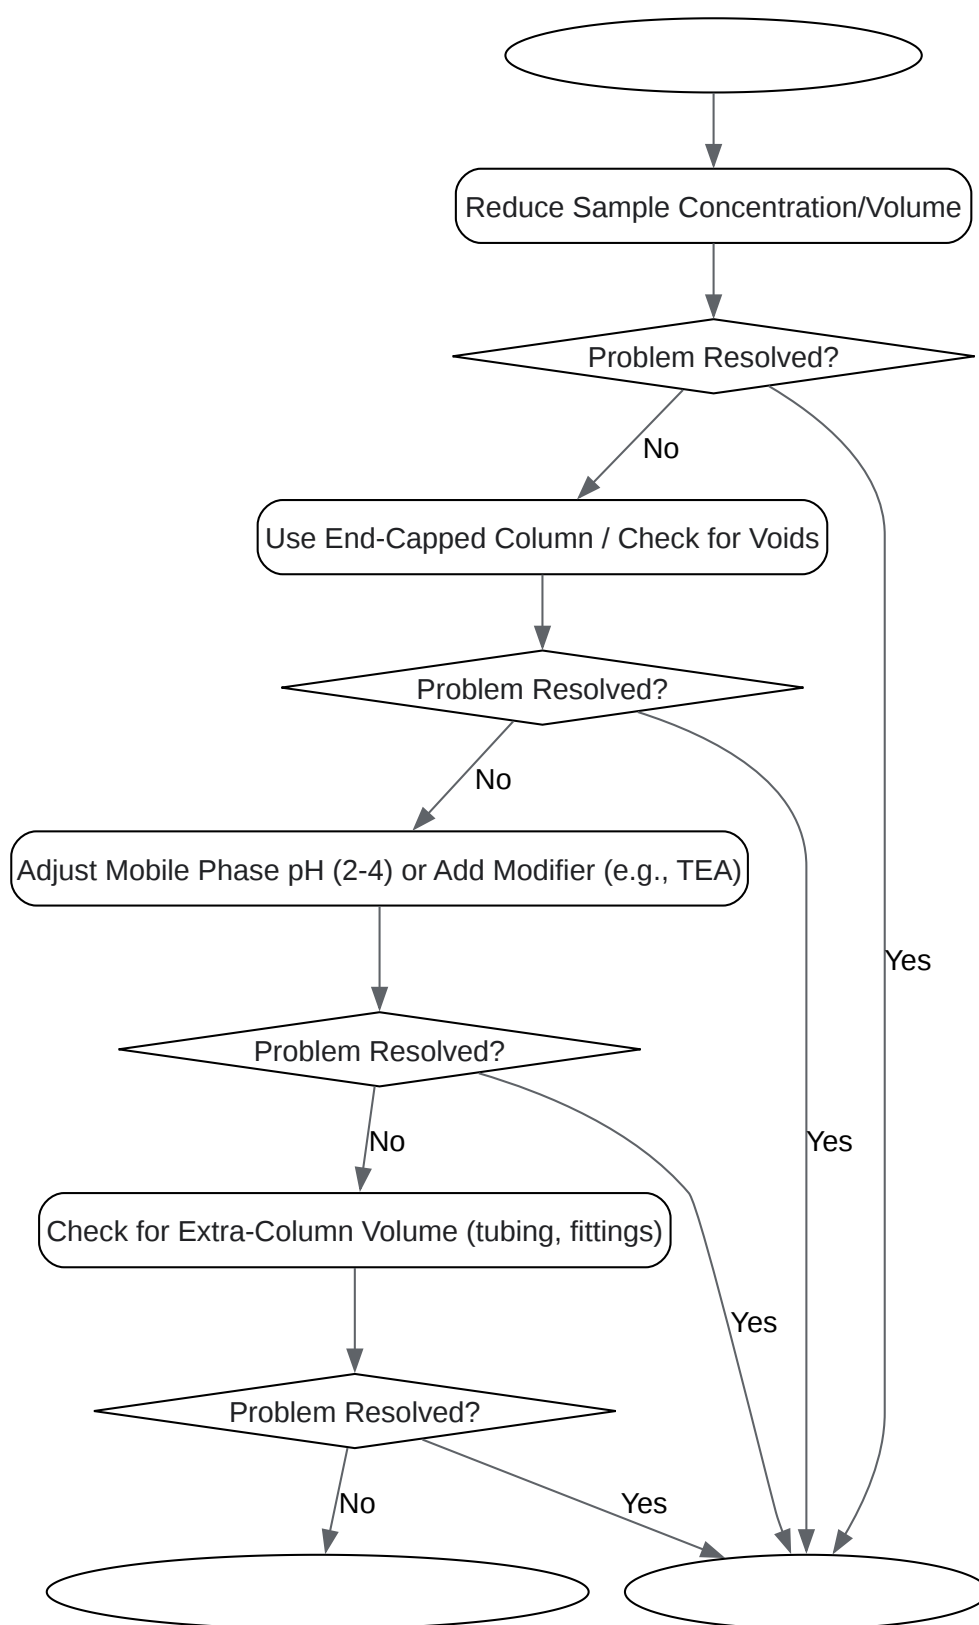 Reduce Sample Concentration/Volume
Problem Resolved?
No
Use End-Capped Column / Check for Voids
Problem Resolved?
No
Adjust Mobile Phase pH (2-4) or Add Modifier (e.g., TEA)
Yes
Problem Resolved?
No
Yes
Check for Extra-Column Volume (tubing, fittings)
Yes
Problem Resolved?
No
Yes